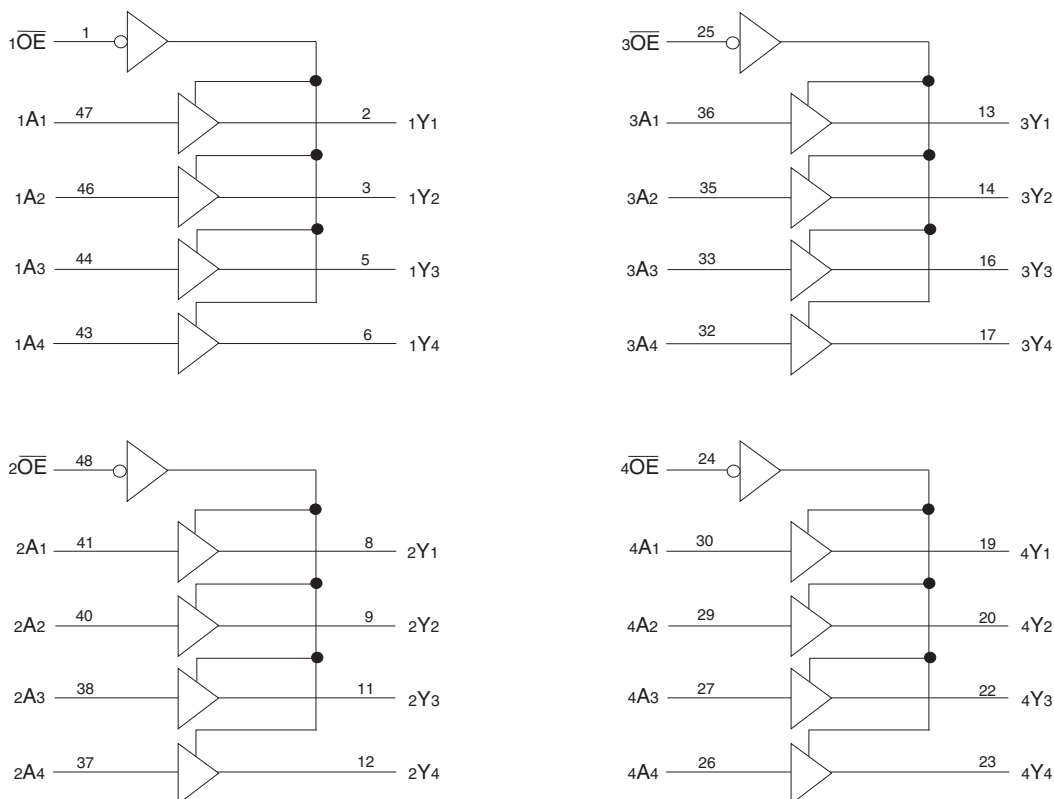 1OE 1
1A1 47 2 1Y1
1A2 46 3 1Y2
1A3 44 5 1Y3
1A4 43 6 1Y4
3OE 25
3A1 36 13 3Y1
3A2 35 14 3Y2
3A3 33 16 3Y3
3A4 32 17 3Y4
2OE 48
2A1 41 8 2Y1
2A2 40 9 2Y2
2A3 38 11 2Y3
2A4 37 12 2Y4
4OE 24
4A1 30 19 4Y1
4A2 29 20 4Y2
4A3 27 22 4Y3
4A4 26 23 4Y4